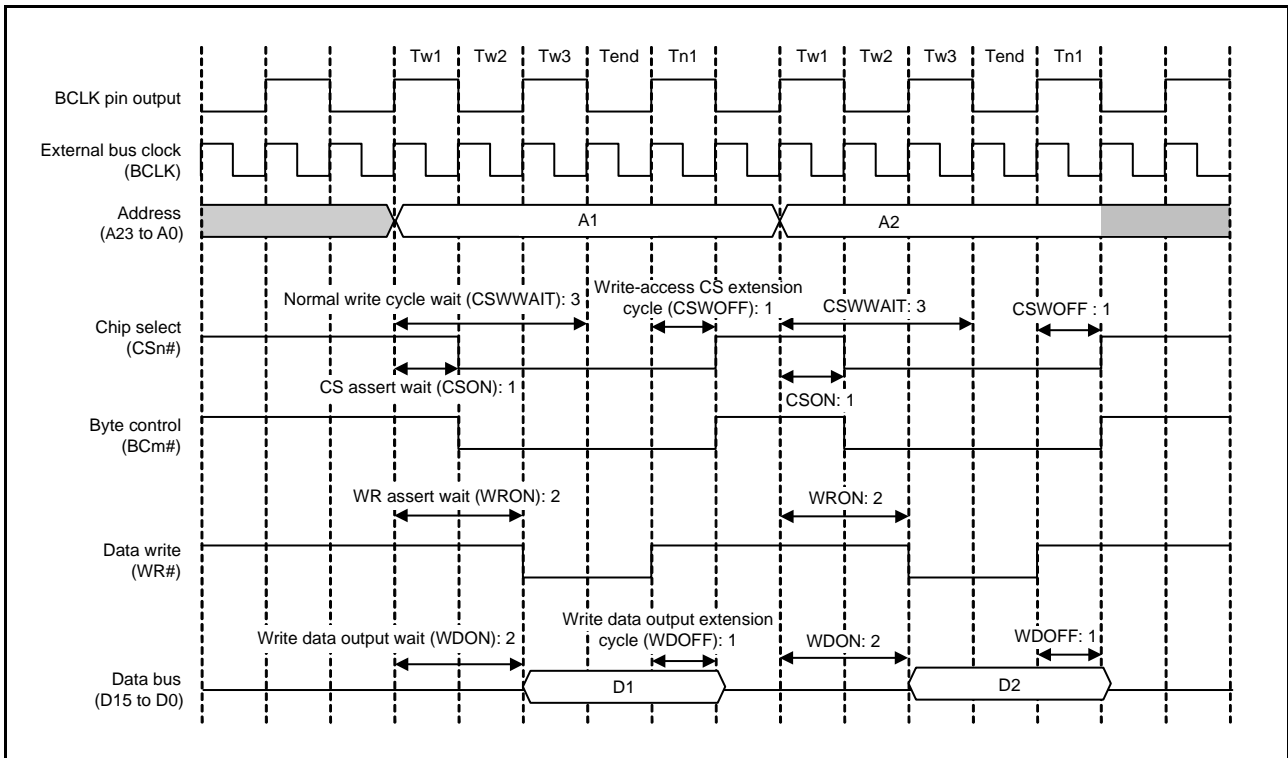 Tw1 Tw2 Tw3 Tend Tn1 Tw1 Tw2 Tw3 Tend Tn1
BCLK pin output
External bus clock
(BCLK)
Address
(A23 to A0)
A1 A2
Normal write cycle wait (CSWWAIT): 3
Write-access CS extension
cycle (CSWOFF): 1
CSWWAIT: 3
CSWOFF : 1
Chip select
(CSn#)
CS assert wait (CSON): 1
CSON: 1
Byte control
(BCm#)
WR assert wait (WRON): 2
WRON: 2
Data write
(WR#)
Write data output wait (WDON): 2
Write data output extension
cycle (WDOFF): 1
WDON: 2
WDOFF: 1
Data bus
(D15 to D0)
D1 D2